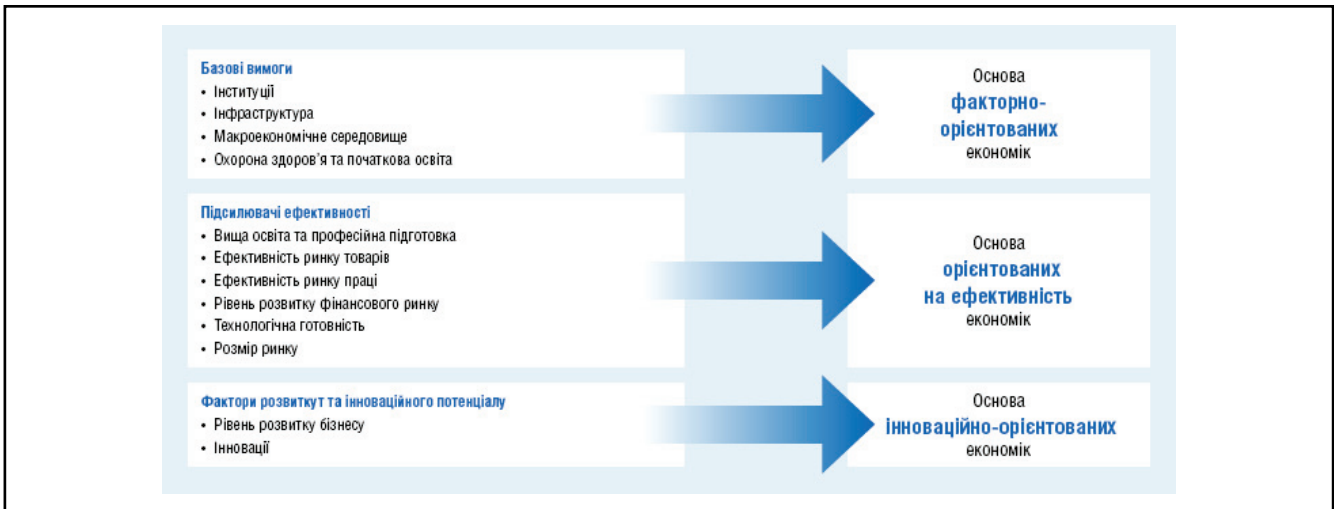 Базові вимоги
• Інституції
• Інфраструктура
• Макроекономічне середовище
• Охорона здоров’я та початкова освіта
Основа
факторно-
орієнтованих
економік
Підсилювачі ефективності
• Вища освіта та професійна підготовка
• Ефективність ринку товарів
• Ефективність ринку праці
• Рівень розвитку фінансового ринку
• Технологічна готовність
• Розмір ринку
Основа
орієнтованих
на ефективність
економік
Фактори розвиткут та інноваційного потенціалу
• Рівень розвитку бізнесу
• Інновації
Основа
інноваційно-орієнтованих
економік